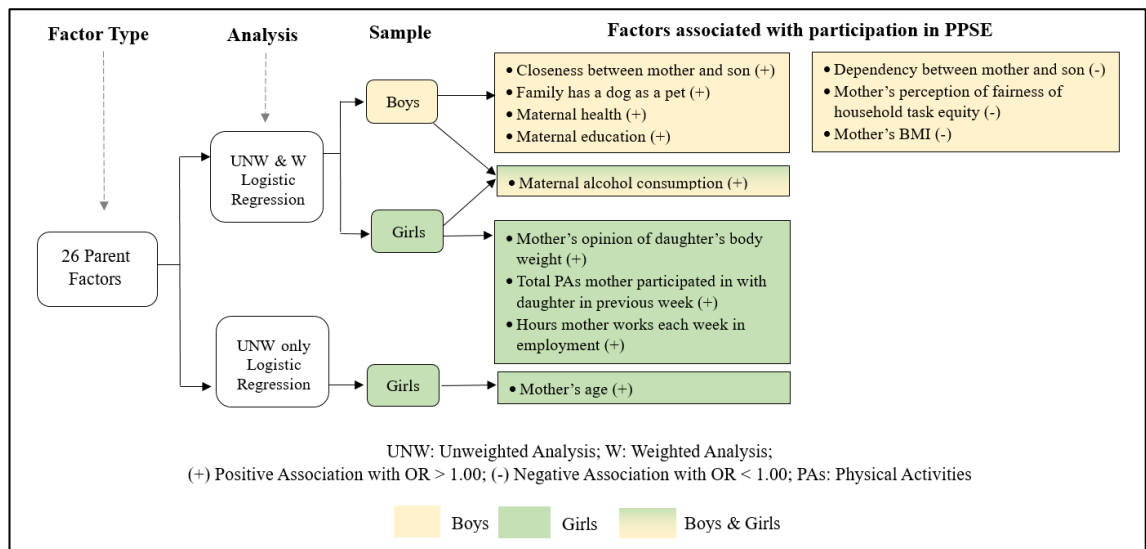 Factor Type
Analysis
Sample
Factors associated with participation in PPSE
• Closeness between mother and son (+)
• Family has a dog as a pet (+)
• Maternal health (+)
• Maternal education (+)
• Dependency between mother and son (-)
• Mother's perception of fairness of
household task equity (-)
• Mother's BMI (-)
Boys
UNW & W
Logistic
Regression
• Maternal alcohol consumption (+)
Girls
• Mother's opinion of daughter's body
weight (+)
• Total PAs mother participated in with
daughter in previous week (+)
• Hours mother works each week in
employment (+)
26 Parent
Factors
UNW only
Logistic
Regression
Girls
• Mother's age (+)
UNW: Unweighted Analysis; W: Weighted Analysis;
(+) Positive Association with OR > 1.00; (-) Negative Association with OR < 1.00; PAs: Physical Activities
Boys
Girls
Boys & Girls